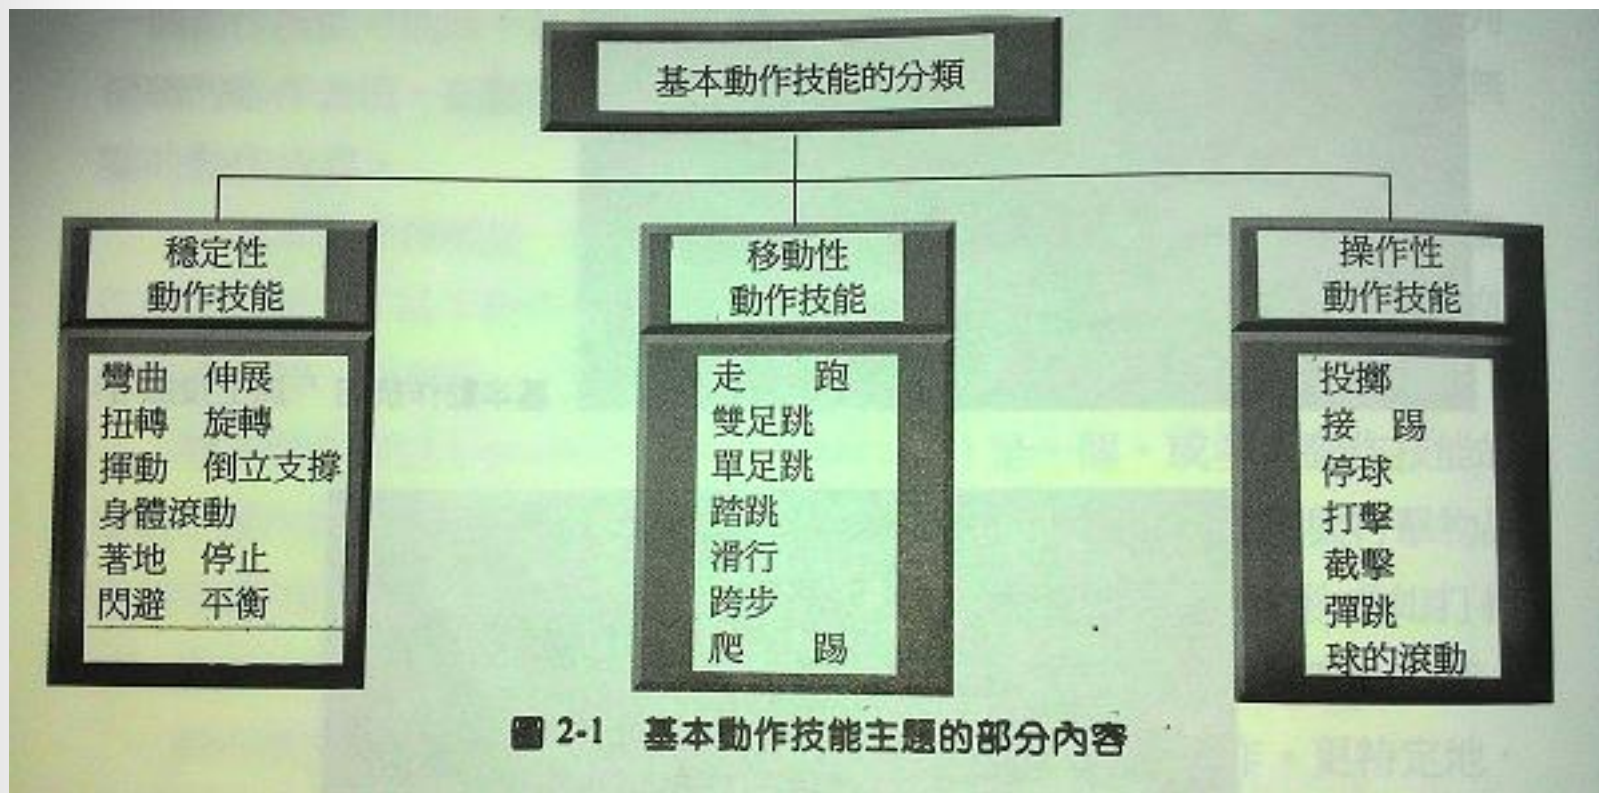 基本動作技能的分類
穩定性
動作技能
彎曲 伸展
扭轉 旋轉
揮動 倒立支撐
身體滾動
著地 停止
閃避 平衡
移動性
動作技能
走 跑
雙足跳
單足跳
踏跳
滑行
跨步
爬 踢
操作性
動作技能
投擲
接 踢
停球
打擊
截擊
彈跳
球的滾動
圖 2-1 基本動作技能主題的部分內容
更特定地,